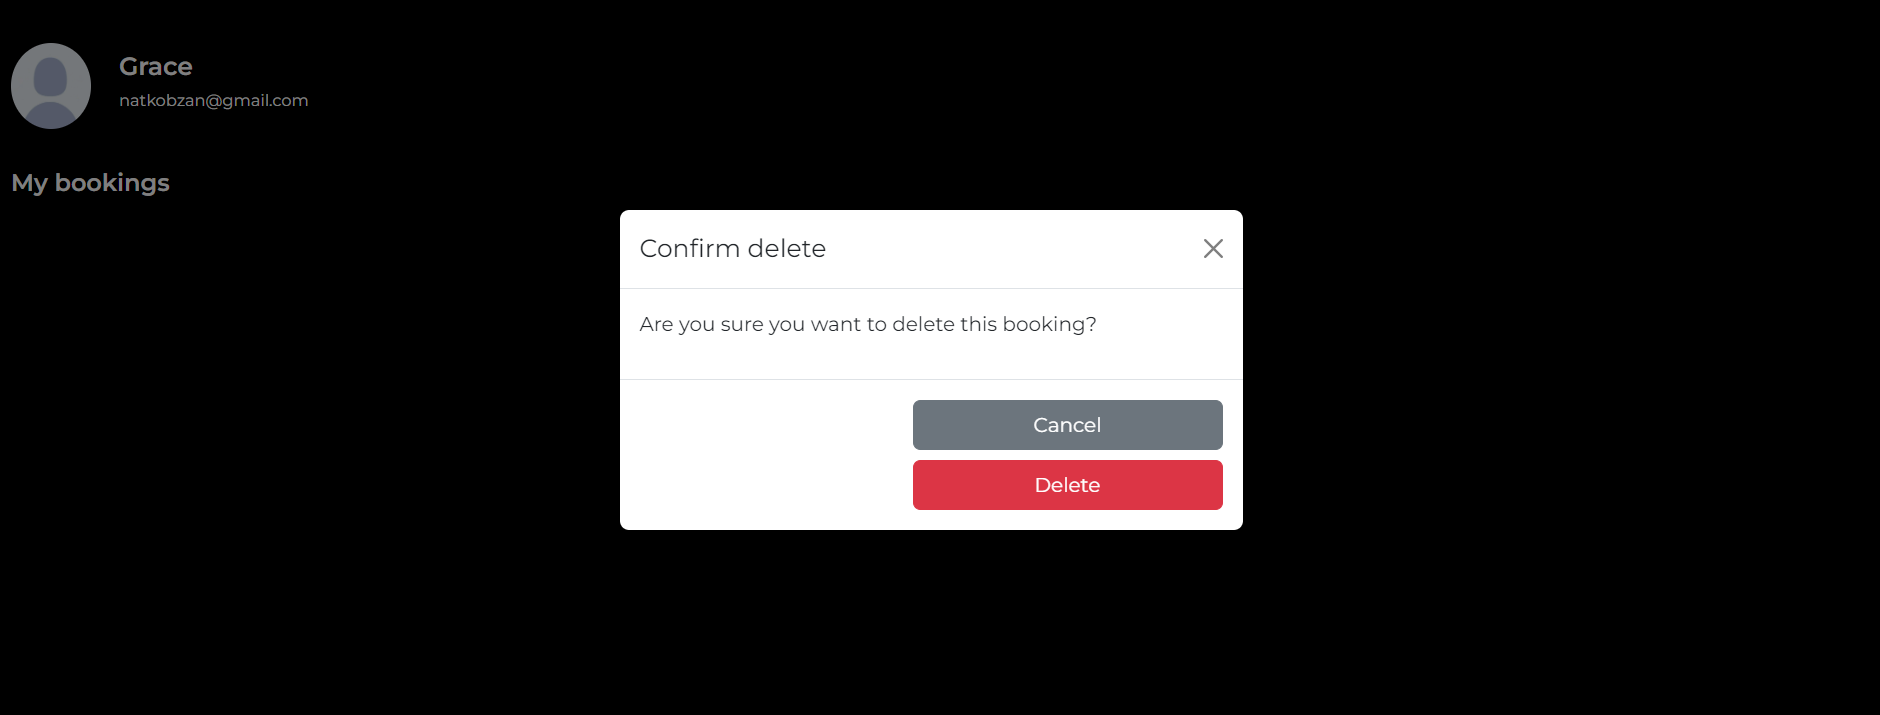 Grace
natkobzan@gmail.com
My bookings
Confirm delete
Are you sure you want to delete this booking?
Cancel
Delete